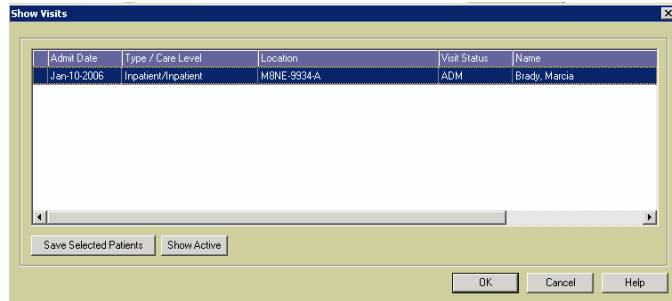 Show Visits
Admit Date Type / Care Level Location Visit Status Name
Jan-10-2006 Inpatient/Inpatient M8NE-9934-A ADM Brady, Marcia
Save Selected Patients Show Active
OK Cancel Help